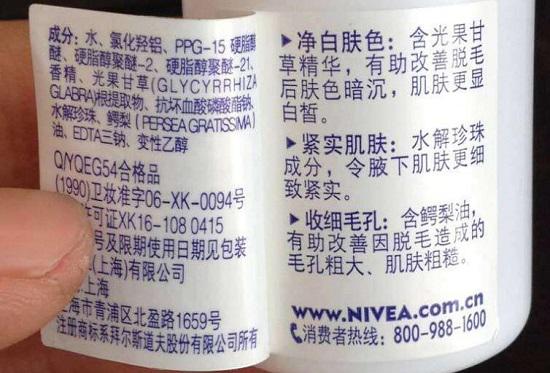 成分：水、氯化羟铝、PPG-15 硬脂醇
醚、硬脂醇聚醚-2、硬脂醇聚醚-21、
香精、光果甘草(GLYCYRRHIZA
GLABRA)根提取物、抗坏血酸磷酸酯钠、
水解珍珠、鳄梨(PERSEA GRATISSIMA)
油、EDTA三钠、变性乙醇
Q/YQEG54合格品
(1990)卫妆准字06-XK-0094号
许可证XK16-108 0415
号及限期使用日期见包装
(上海)有限公司
上海
上海市青浦区北盈路1659号
注册商标系拜尔斯道夫股份有限公司所有
净白肤色：含光果甘
草精华，有助改善脱毛
后肤色暗沉，肌肤更显
白皙。
紧实肌肤：水解珍珠
成分，令腋下肌肤更细
致紧实。
收细毛孔：含鳄梨油，
有助改善因脱毛造成的
毛孔粗大、肌肤粗糙。
www.NIVEA.com.cn
消费者热线：800-988-1600